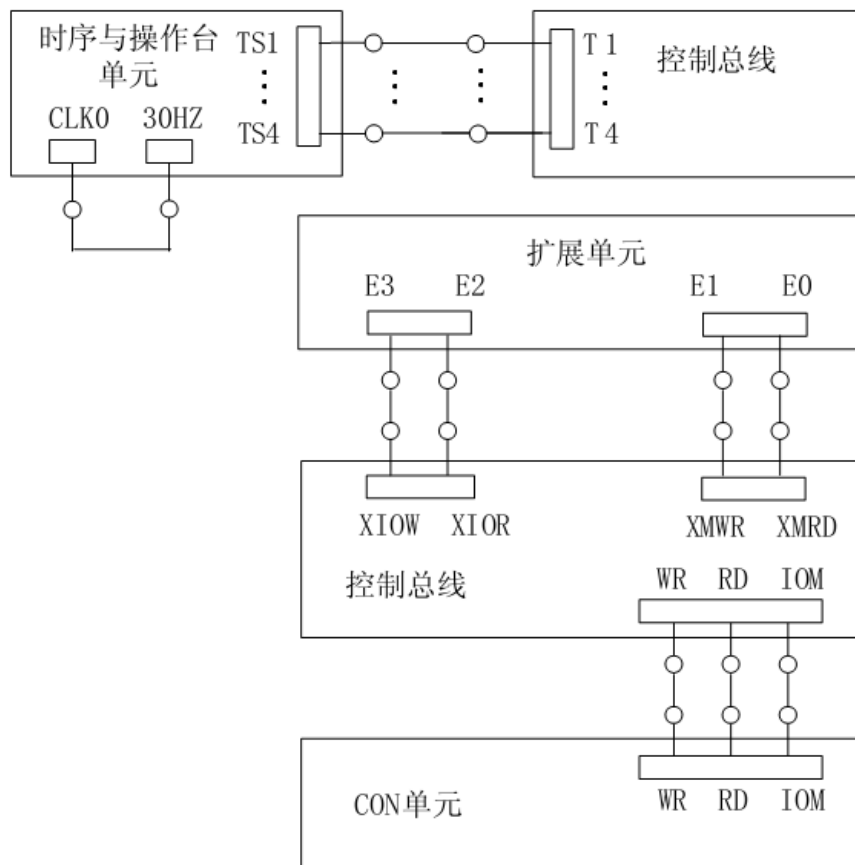 时序与操作台
单元
TS1
T1
控制总线
CLK0
30HZ
TS4
T4
扩展单元
E3
E2
E1
E0
XIOW
XIOR
XMWR
XMRD
控制总线
WR
RD
IOM
CON单元
WR
RD
IOM